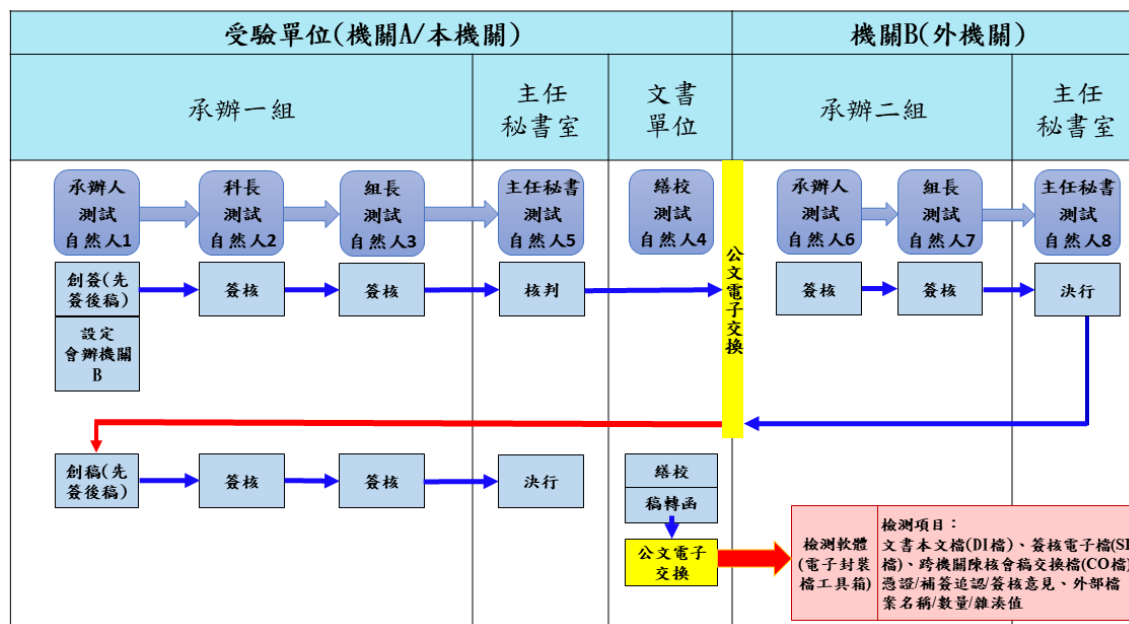 受驗單位(機關A/本機關)
機關B(外機關)
承辦一組
主任
秘書室
文書
單位
承辦二組
主任
秘書室
承辦人
測試
自然人1
科長
測試
自然人2
組長
測試
自然人3
主任秘書
測試
自然人5
繕校
測試
自然人4
承辦人
測試
自然人6
組長
測試
自然人7
主任秘書
測試
自然人8
創簽(先
簽後稿)
簽核
簽核
核判
公文電子交換
簽核
簽核
決行
設定
會辦機關
B
創稿(先
簽後稿)
簽核
簽核
決行
繕校
稿轉函
公文電子
交換
檢測軟體
(電子封裝
檔工具箱)
檢測項目：
文書本文檔(DI檔)、簽核電子檔(SI
檔)、跨機關陳核會稿交換檔(CO檔)
憑證/補簽追認/簽核意見、外部檔
案名稱/數量/雜湊值